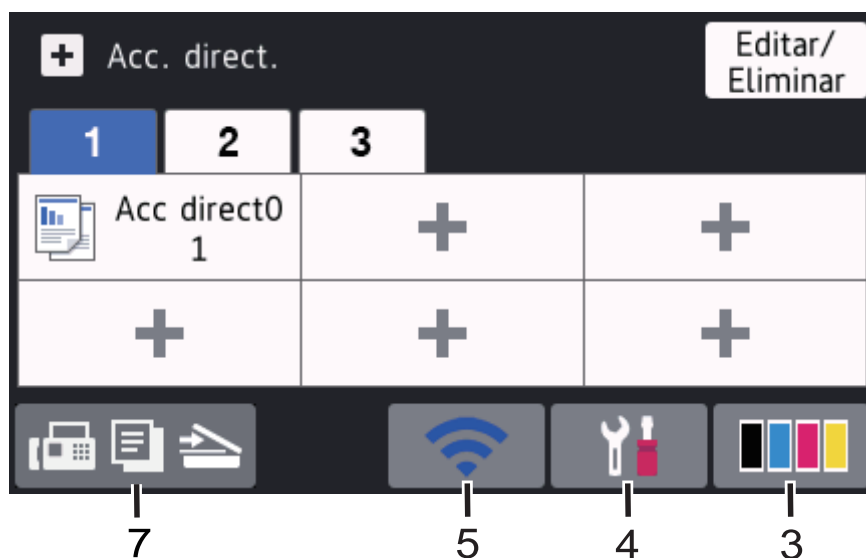 Acc. direct.
Editar/
Eliminar
1 2 3
Acc direct0
1
7 5 4 3